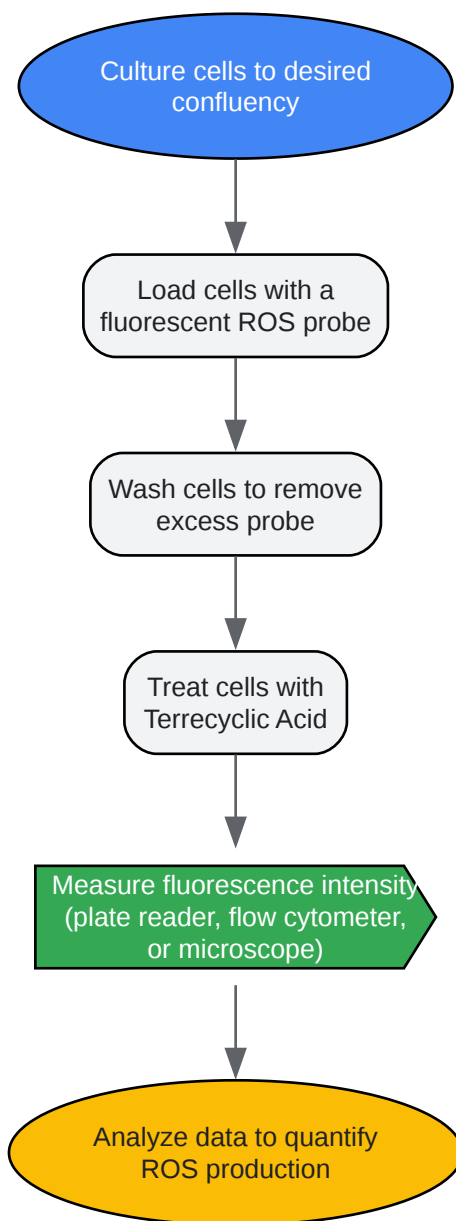 Culture cells to desired
confluency
Load cells with a
fluorescent ROS probe
Wash cells to remove
excess probe
Treat cells with
Terrecyclic Acid
Measure fluorescence intensity
(plate reader, flow cytometer,
or microscope)
Analyze data to quantify
ROS production